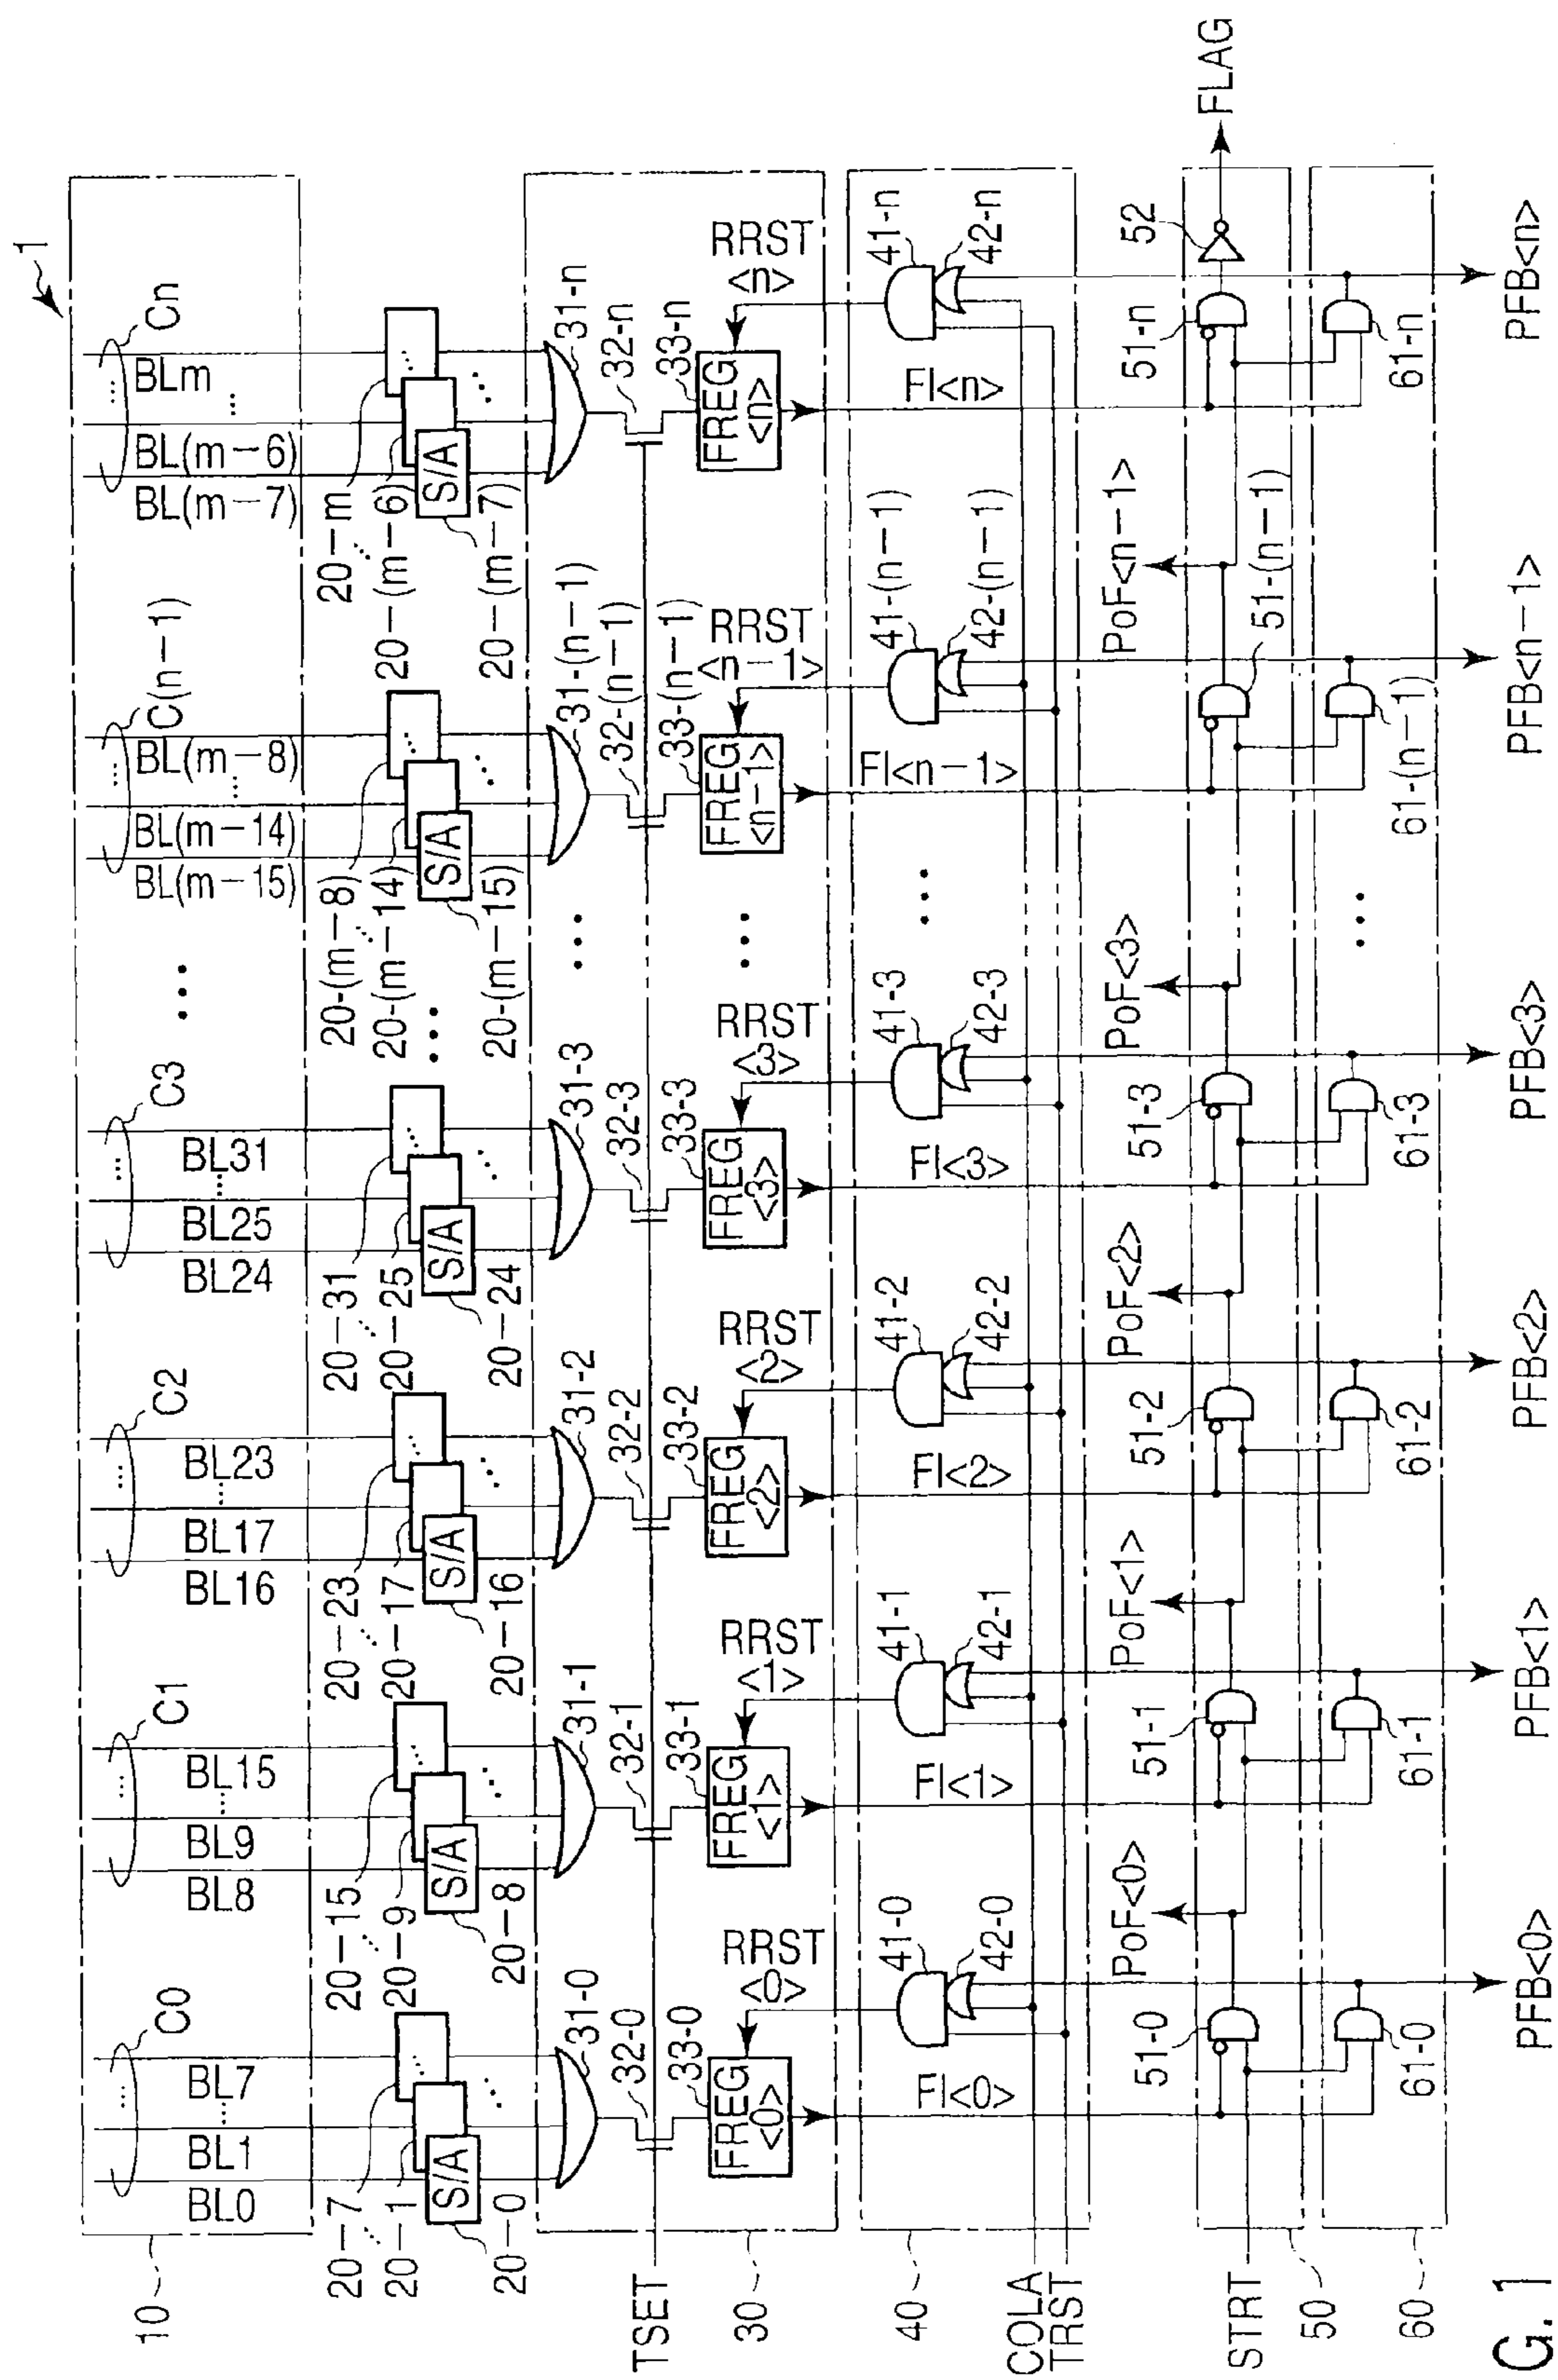 1
10
C0
C1
C2
C3
...
C(n−1)
Cn
BL0
BL1
...
BL7
BL8
BL9
...
BL15
BL16
BL17
...
BL23
BL24
BL25
...
BL31
BL(m−15)
BL(m−14)
...
BL(m−8)
BL(m−7)
BL(m−6)
...
BLm
20−7
20−1
20−0
S/A
20−15
20−9
20−8
S/A
20−23
20−17
20−16
S/A
20−31
20−25
20−24
S/A
...
20-(m−8)
20-(m−14)
20-(m−15)
S/A
20−m
20−(m−6)
20−(m−7)
S/A
31-0
31-1
31-2
31-3
...
31-(n−1)
31-n
TSET
32-0
32-1
32-2
32-3
32-(n−1)
32-n
30
33-0
33-1
33-2
33-3
33-(n−1)
33-n
FREG
<0>
FREG
<1>
FREG
<2>
FREG
<3>
...
FREG
<n−1>
FREG
<n>
RRST
<0>
RRST
<1>
RRST
<2>
RRST
<3>
RRST
<n−1>
RRST
<n>
40
41-0
41-1
41-2
41-3
...
41-(n−1)
41-n
42-0
42-1
42-2
42-3
42-(n−1)
42-n
FI<0>
FI<1>
FI<2>
FI<3>
FI<n−1>
FI<n>
COLA
TRST
PoF<0>
PoF<1>
PoF<2>
PoF<3>
PoF<n−1>
51-0
51-1
51-2
51-3
51-(n−1)
51-n
52
FLAG
STRT
50
60
61-0
61-1
61-2
61-3
...
61-(n−1)
61-n
PFB<0>
PFB<1>
PFB<2>
PFB<3>
PFB<n−1>
PFB<n>
G. 1